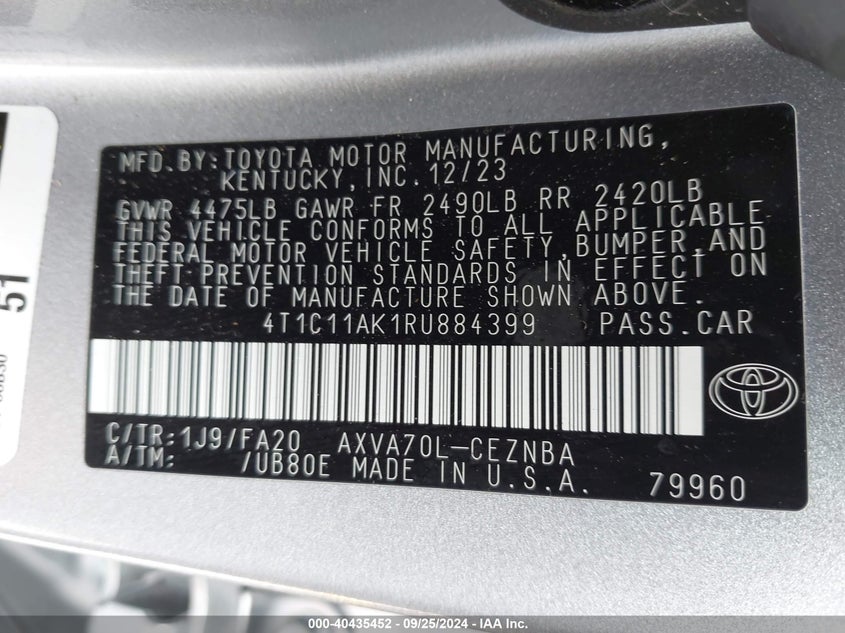 MFD.BY:TOYOTA MOTOR MANUFACTURING,
KENTUCKY,INC.12/23
GVWR 4475LB GAWR FR 2490LB RR 2420LB
THIS VEHICLE CONFORMS TO ALL APPLICABLE
FEDERAL MOTOR VEHICLE SAFETY,BUMPER,AND
THEFT PREVENTION STANDARDS IN EFFECT ON
THE DATE OF MANUFACTURE SHOWN ABOVE.
4T1C11AK1RU884399 PASS.CAR
C/TR:1J9/FA20 AXVA70L-CEZNBA
A/TM: /UB80E MADE IN U.S.A. 79960
51
000-40435452 - 09/25/2024 - IAA Inc.